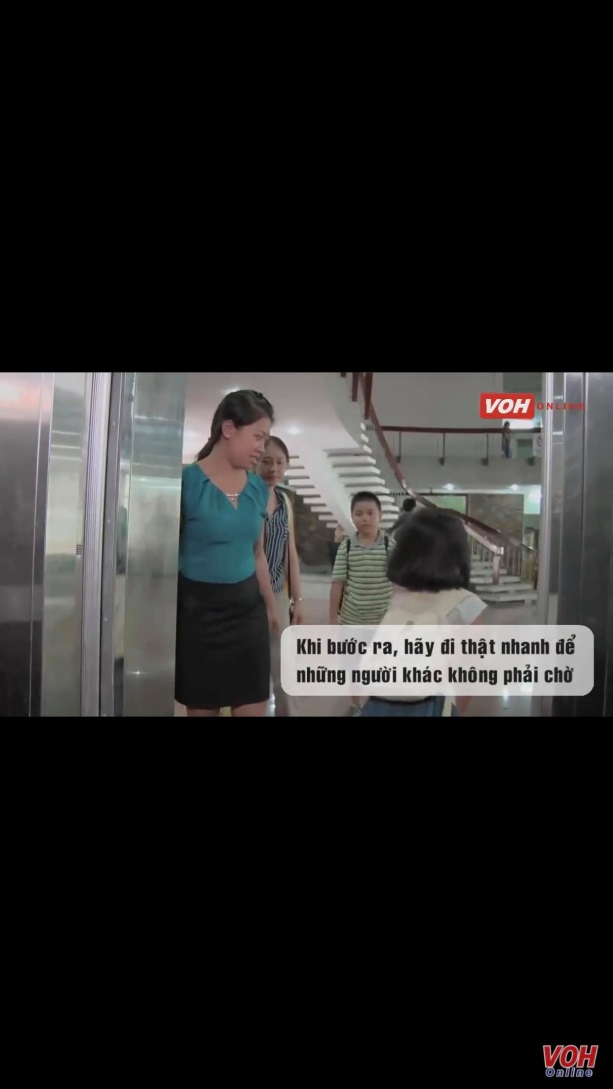 VOH ONLINE
Khi bước ra, hãy đi thật nhanh để
những người khác không phải chờ
VOH
Online